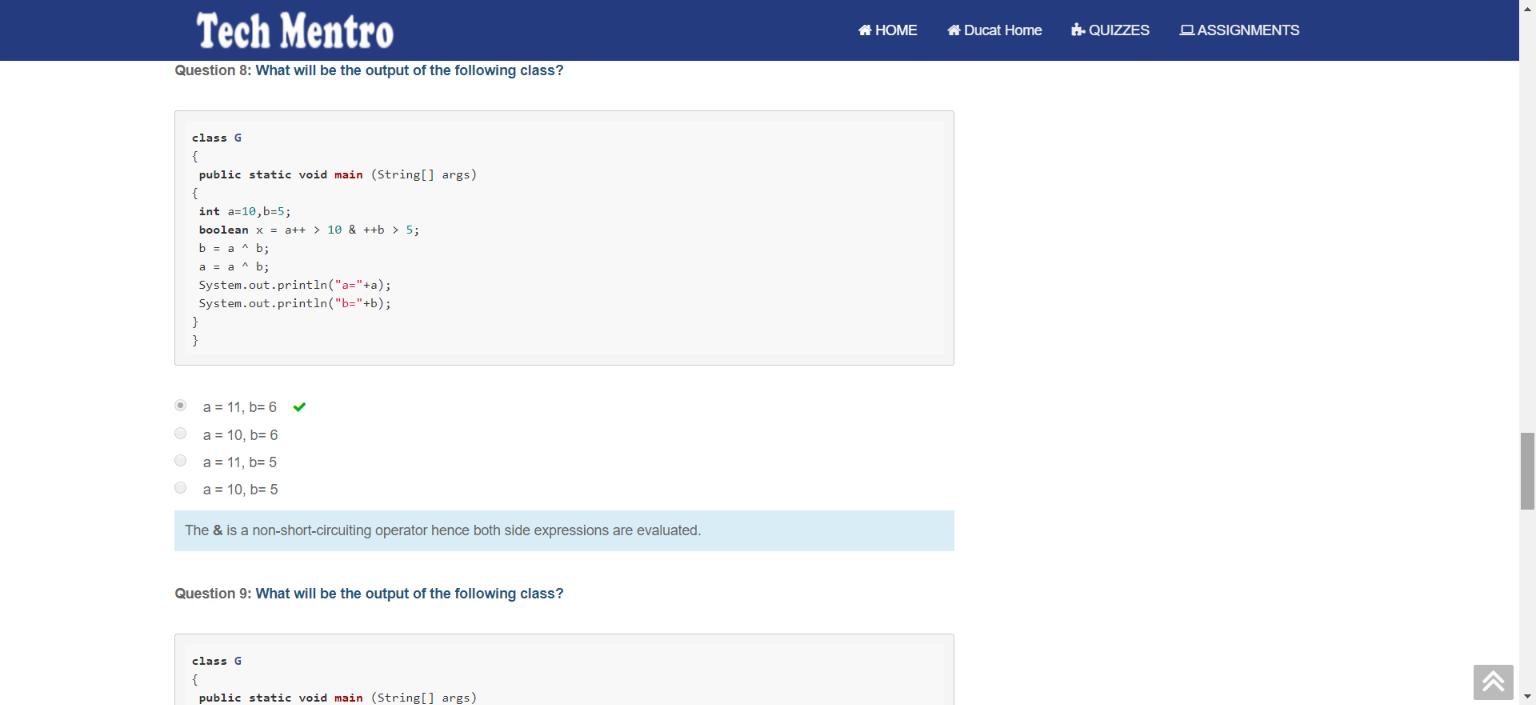 Tech Mentro
HOME Ducat Home QUIZZES ASSIGNMENTS
Question 8: What will be the output of the following class?
class G
{
public static void main (String[] args)
{
int a=10,b=5;
boolean x = a++ > 10 & ++b > 5;
b = a ^ b;
a = a ^ b;
System.out.println("a="+a);
System.out.println("b="+b);
}
}
a = 11, b= 6
a = 10, b= 6
a = 11, b= 5
a = 10, b= 5
The & is a non-short-circuiting operator hence both side expressions are evaluated.
Question 9: What will be the output of the following class?
class G
{
public static void main (String[] args)